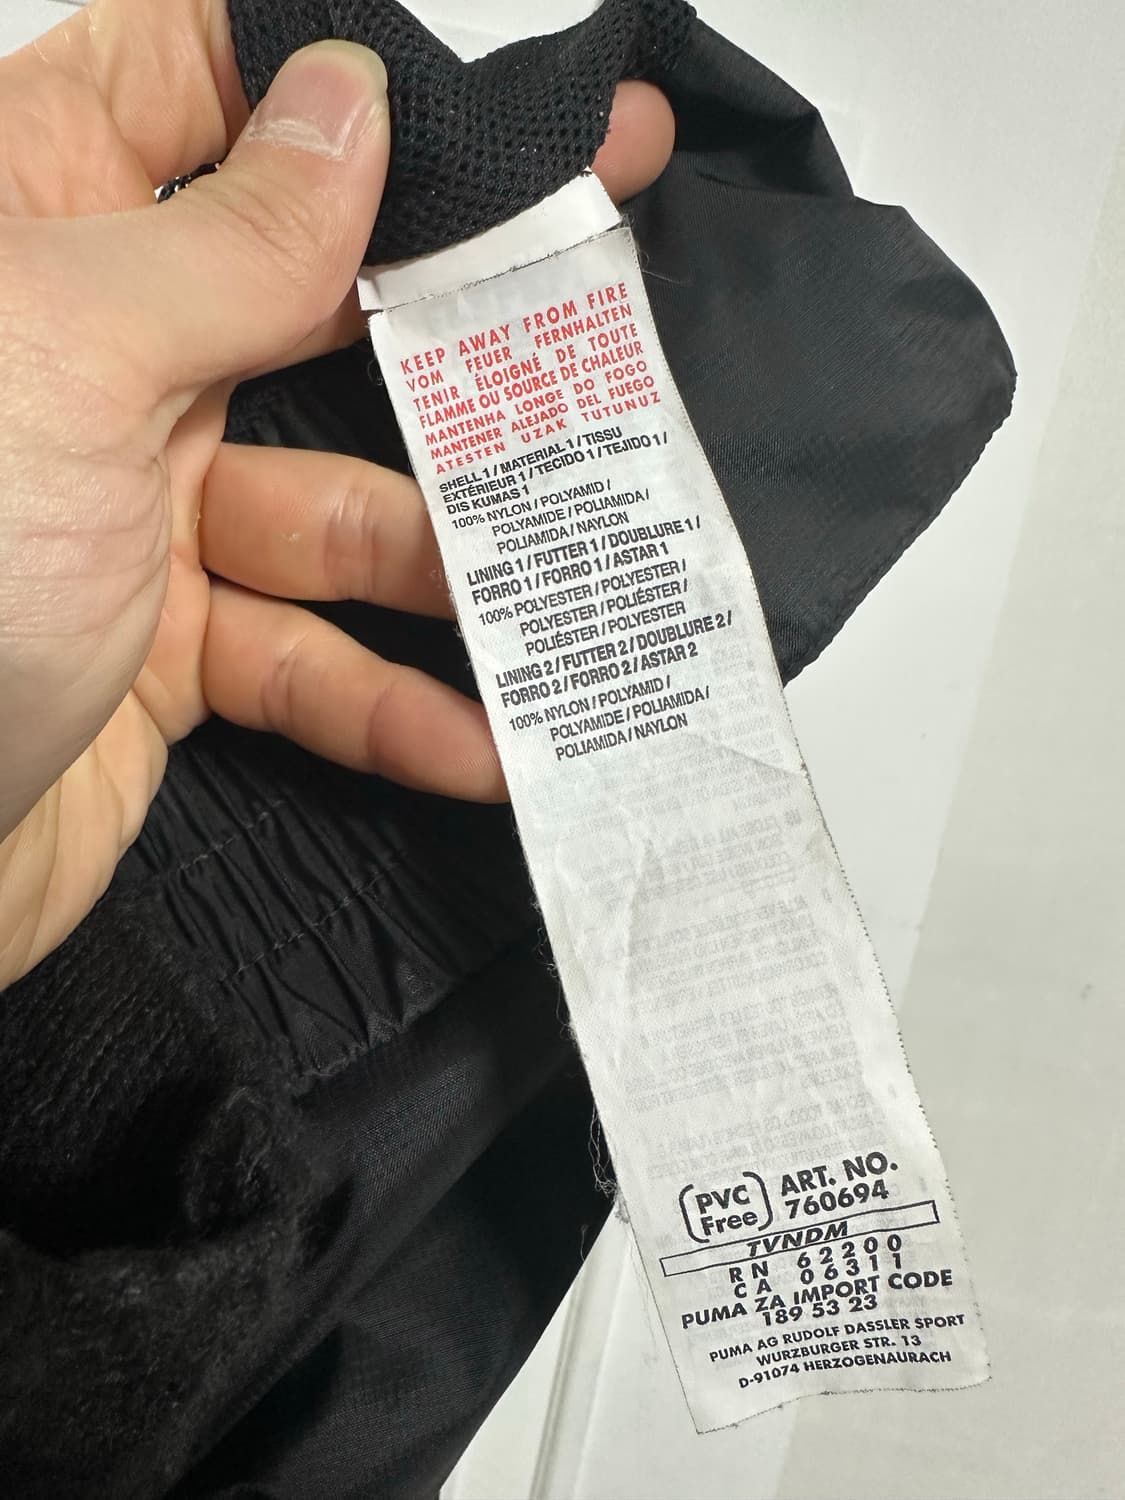 KEEP AWAY FROM FIRE
VOM FEUER FERNHALTEN
TENIR ÉLOIGNÉ DE TOUTE
FLAMME OU SOURCE DE CHALEUR
MANTENHA LONGE DO FOGO
MANTENER ALEJADO DEL FUEGO
ATESTEN UZAK TUTUNUZ
SHELL 1 / MATERIAL 1 / TISSU
EXTÉRIEUR 1 / TECIDO 1 / TEJIDO 1 /
DIS KUMAS 1
100% NYLON / POLYAMID /
POLYAMIDE / POLIAMIDA /
POLIAMIDA / NAYLON
LINING 1 / FUTTER 1 / DOUBLURE 1 /
FORRO 1 / FORRO 1 / ASTAR 1
100% POLYESTER / POLYESTER /
POLYESTER / POLIÉSTER /
POLIÉSTER / POLYESTER
LINING 2 / FUTTER 2 / DOUBLURE 2 /
FORRO 2 / FORRO 2 / ASTAR 2
100% NYLON / POLYAMID /
POLYAMIDE / POLIAMIDA /
POLIAMIDA / NAYLON
(PVC Free) ART. NO.
760694
TVNDM
RN 62200
CA 06311
PUMA ZA IMPORT CODE
189 53 23
PUMA AG RUDOLF DASSLER SPORT
WURZBURGER STR. 13
D-91074 HERZOGENAURACH